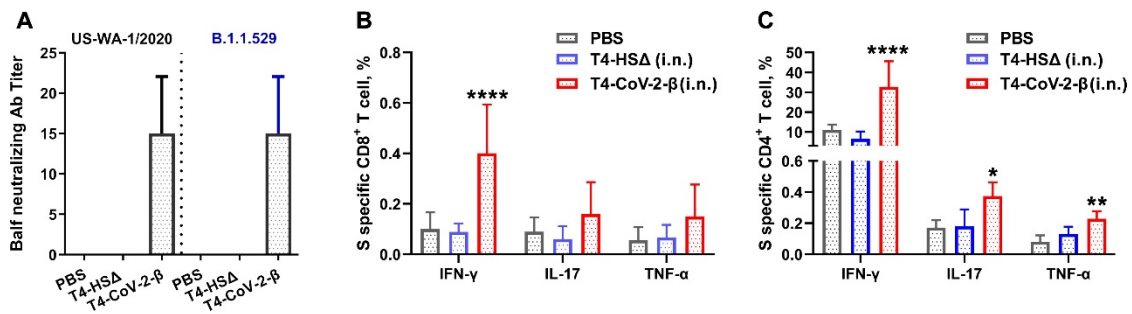 A
US-WA-1/2020 B.1.1.529
Balf neutralizing Ab Titer
25
20
15
10
5
0
PBS
T4-HSΔ
T4-CoV-2-β
PBS
T4-HSΔ
T4-CoV-2-β
B
PBS
T4-HSΔ (i.n.)
T4-CoV-2-β(i.n.)
S specific CD8+ T cell, %
0.8
0.6
0.4
0.2
0.0
****
IFN-γ IL-17 TNF-α
C
PBS
T4-HSΔ (i.n.)
T4-CoV-2-β(i.n.)
S specific CD4+ T cell, %
50
40
30
20
10
0.6
0.4
0.2
0.0
****
*
**
IFN-γ IL-17 TNF-α